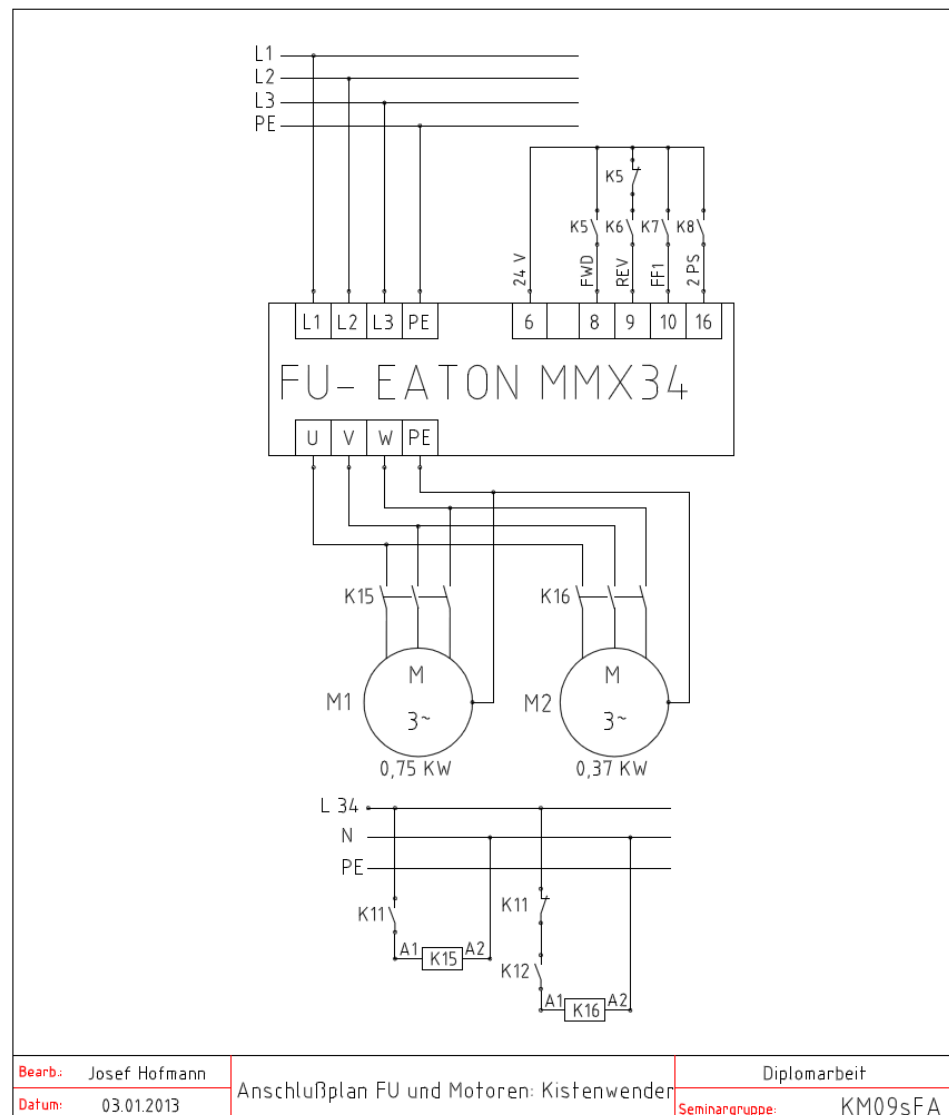 L1
L2
L3
PE
K5
K5 K6 K7 K8
24 V FWD REV FF1 2 PS
L1 L2 L3 PE 6 8 9 10 16
FU- EATON MMX34
U V W PE
K15 K16
M1 M 3~ M2 M 3~
0,75 KW 0,37 KW
L 34
N
PE
K11 K11
A1 K15 A2
K12
A1 K16 A2
Bearb.: Josef Hofmann
Datum: 03.01.2013
Anschlußplan FU und Motoren: Kistenwender
Diplomarbeit
Seminargruppe: KM09sFA